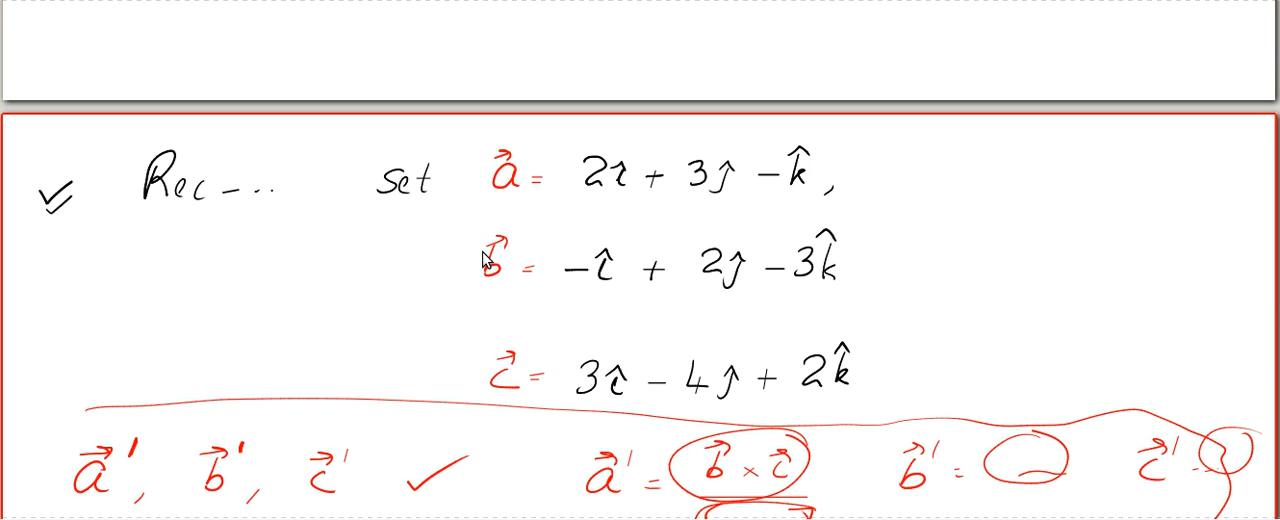 Rec-... set a⃗ = 2î + 3ĵ - k̂,
b⃗ = -î + 2ĵ - 3k̂
c⃗ = 3î - 4ĵ + 2k̂
a⃗', b⃗', c⃗' ✓ a⃗' = b⃗ × c⃗ b⃗' = c⃗'